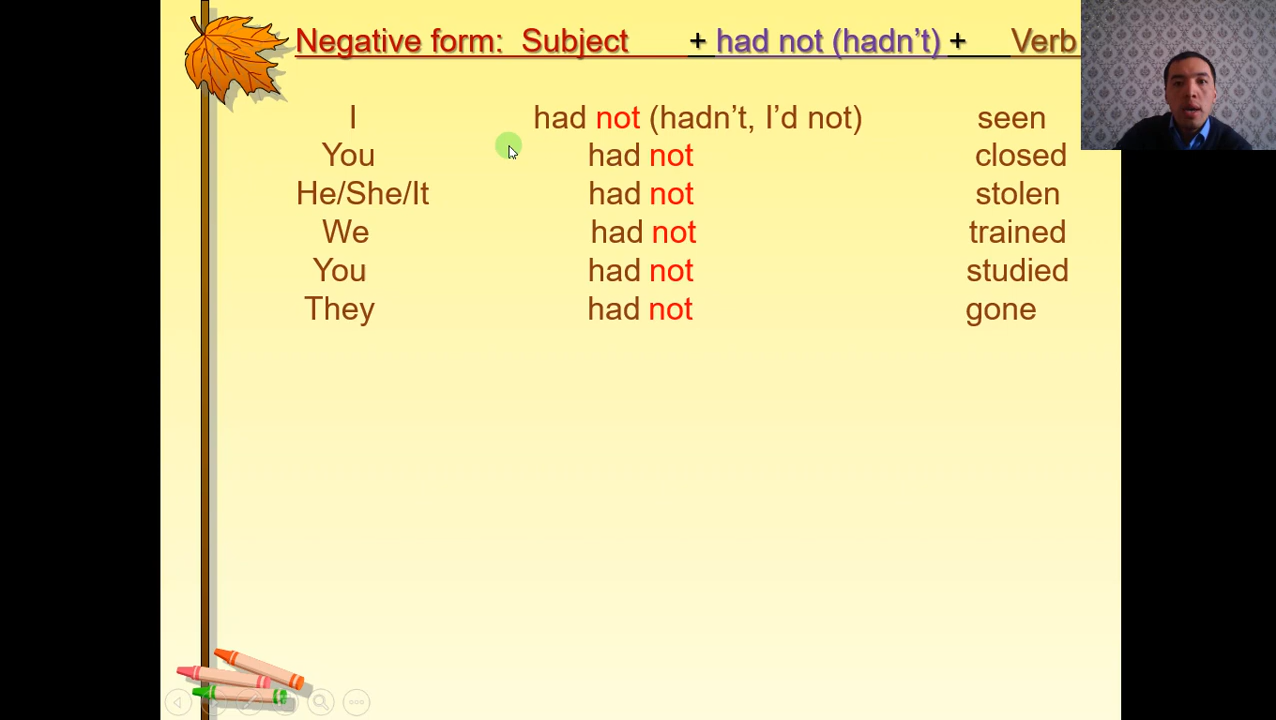 Negative form: Subject + had not (hadn’t) + Verb
I had not (hadn’t, I’d not) seen
You had not closed
He/She/It had not stolen
We had not trained
You had not studied
They had not gone